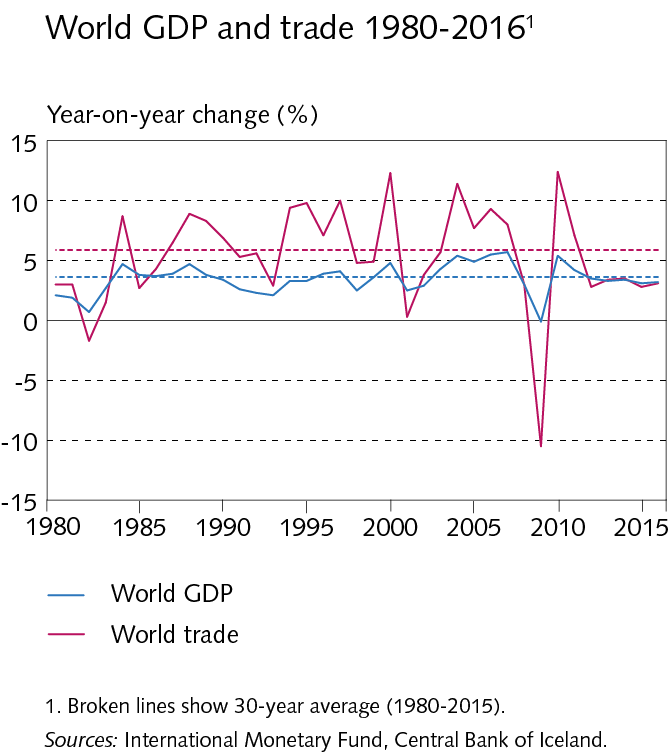 World GDP and trade 1980-2016¹
Year-on-year change (%)
15
10
5
0
-5
-10
-15
1980 1985 1990 1995 2000 2005 2010 2015
World GDP
World trade
1. Broken lines show 30-year average (1980-2015).
Sources: International Monetary Fund, Central Bank of Iceland.